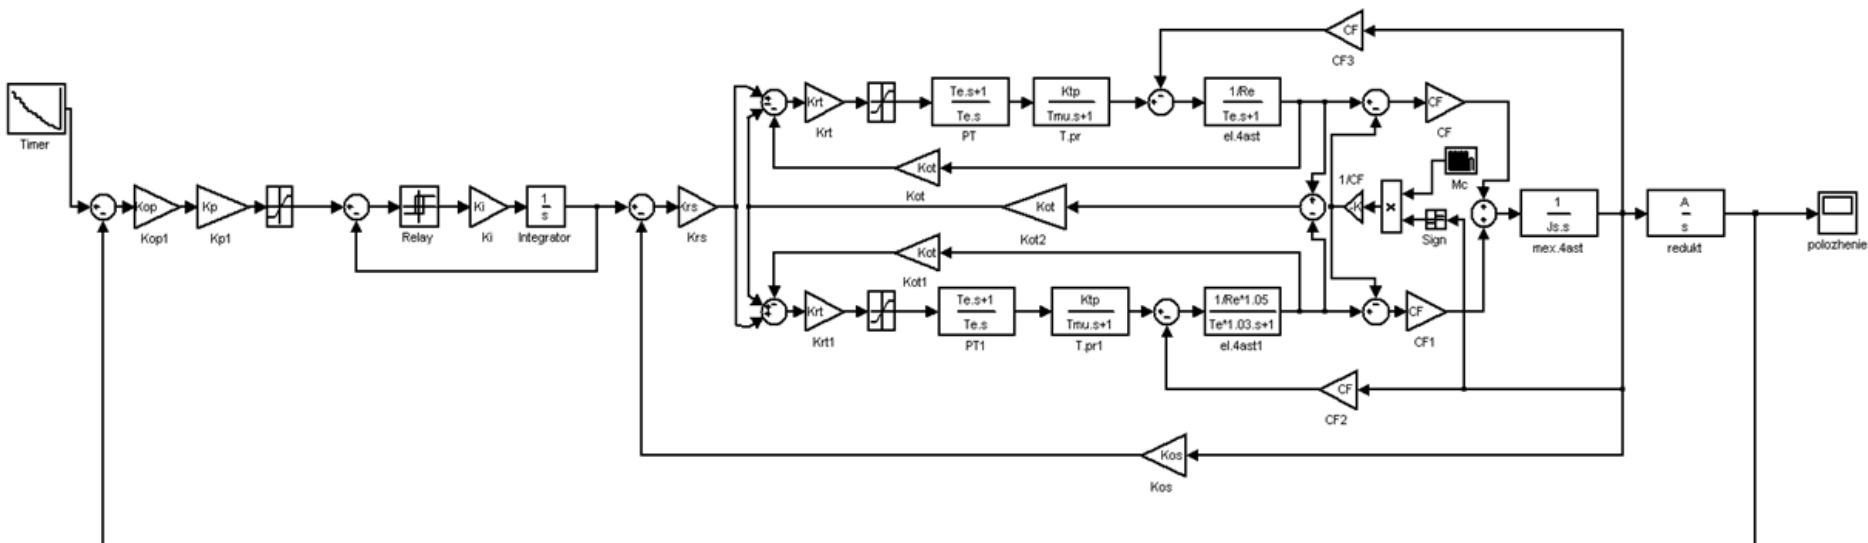 CF
CF3
Timer
Krt
Krt
Te.s+1
Te.s
PT
Ktp
Tmu.s+1
T.pr
1/Re
Te.s+1
el.4ast
CF
CF
Kot
Kot
1/CF
-K
Mc
Kop
Kop1
Kp
Kp1
Relay
Ki
Ki
1
s
Integrator
Krs
Krs
Kot
Kot2
x
Sign
1
Js.s
mex.4ast
A
s
redukt
polozhenie
Kot
Kot1
Krt
Krt1
Te.s+1
Te.s
PT1
Ktp
Tmu.s+1
T.pr1
1/Re*1.05
Te*1.03.s+1
el.4ast1
CF
CF1
CF
CF2
Kos
Kos